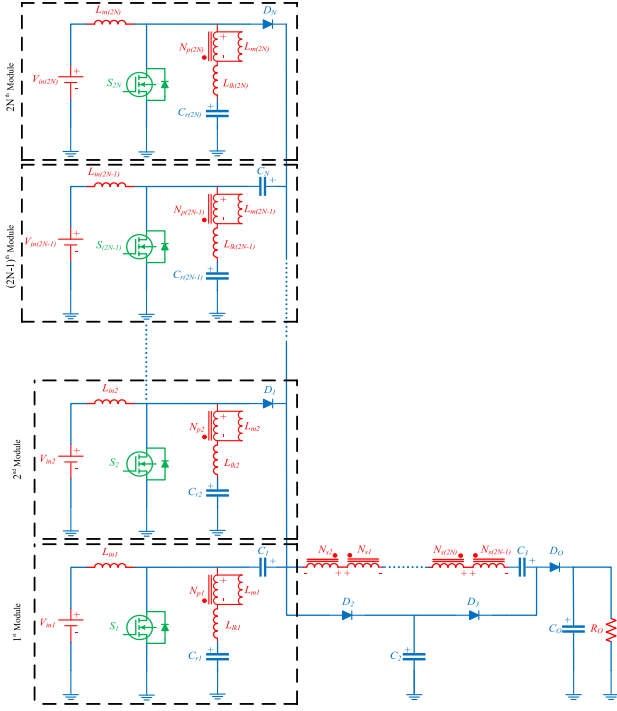 L_in(2N)
D_N
N_p(2N)
+
-
L_m(2N)
V_in(2N)
+
-
S_2N
L_lk(2N)
C_r(2N)
+
2N^th Module
L_in(2N-1)
C_N
+
N_p(2N-1)
+
-
L_m(2N-1)
V_in(2N-1)
+
-
S_(2N-1)
L_lk(2N-1)
C_r(2N-1)
+
(2N-1)^th Module
L_in2
D_1
N_p2
+
-
L_m2
V_in2
+
-
S_2
L_lk2
C_r2
+
2^nd Module
L_in1
C_1
+
N_p1
+
-
L_m1
V_in1
+
-
S_1
L_lk1
C_r1
+
1^st Module
N_s2
N_s1
N_s(2N)
N_s(2N-1)
C_3
D_O
- ++ -
- ++ -
+
D_2
D_3
C_2
+
C_O
+
R_O